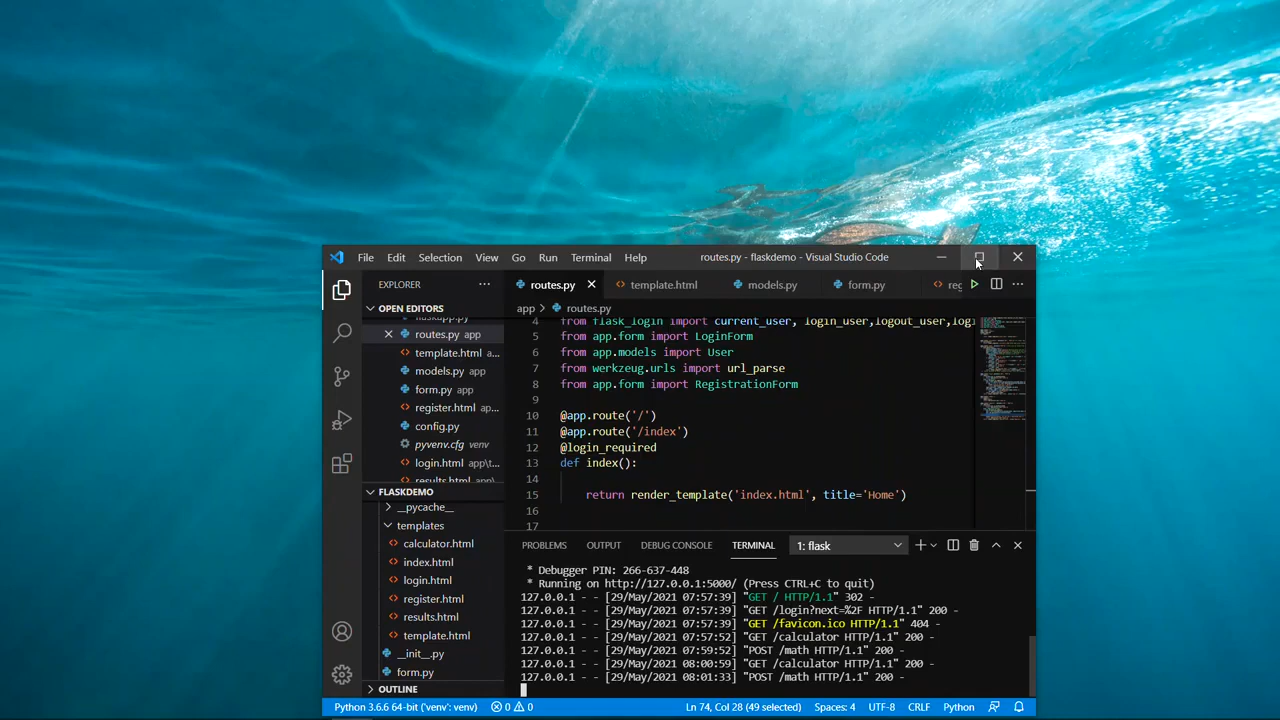 File Edit Selection View Go Run Terminal Help routes.py - flaskdemo - Visual Studio Code
EXPLORER
OPEN EDITORS
routes.py app
template.html a...
models.py app
form.py app
register.html ap...
config.py
pyvenv.cfg venv
login.html app\t...
results.html app\
FLASKDEMO
__pycache__
templates
calculator.html
index.html
login.html
register.html
results.html
template.html
__init__.py
form.py
OUTLINE
routes.py template.html models.py form.py reg
app > routes.py
4 from flask_login import current_user, login_user,logout_user,logi
5 from app.form import LoginForm
6 from app.models import User
7 from werkzeug.urls import url_parse
8 from app.form import RegistrationForm
9
10 @app.route('/')
11 @app.route('/index')
12 @login_required
13 def index():
14
15 return render_template('index.html', title='Home')
16
17
PROBLEMS OUTPUT DEBUG CONSOLE TERMINAL 1: flask
* Debugger PIN: 266-637-448
* Running on http://127.0.0.1:5000/ (Press CTRL+C to quit)
127.0.0.1 - - [29/May/2021 07:57:39] "GET / HTTP/1.1" 302 -
127.0.0.1 - - [29/May/2021 07:57:39] "GET /login?next=%2F HTTP/1.1" 200 -
127.0.0.1 - - [29/May/2021 07:57:39] "GET /favicon.ico HTTP/1.1" 404 -
127.0.0.1 - - [29/May/2021 07:57:52] "GET /calculator HTTP/1.1" 200 -
127.0.0.1 - - [29/May/2021 07:59:52] "POST /math HTTP/1.1" 200 -
127.0.0.1 - - [29/May/2021 08:00:59] "GET /calculator HTTP/1.1" 200 -
127.0.0.1 - - [29/May/2021 08:01:33] "POST /math HTTP/1.1" 200 -
Python 3.6.6 64-bit ('venv': venv) 0 0 Ln 74, Col 28 (49 selected) Spaces: 4 UTF-8 CRLF Python